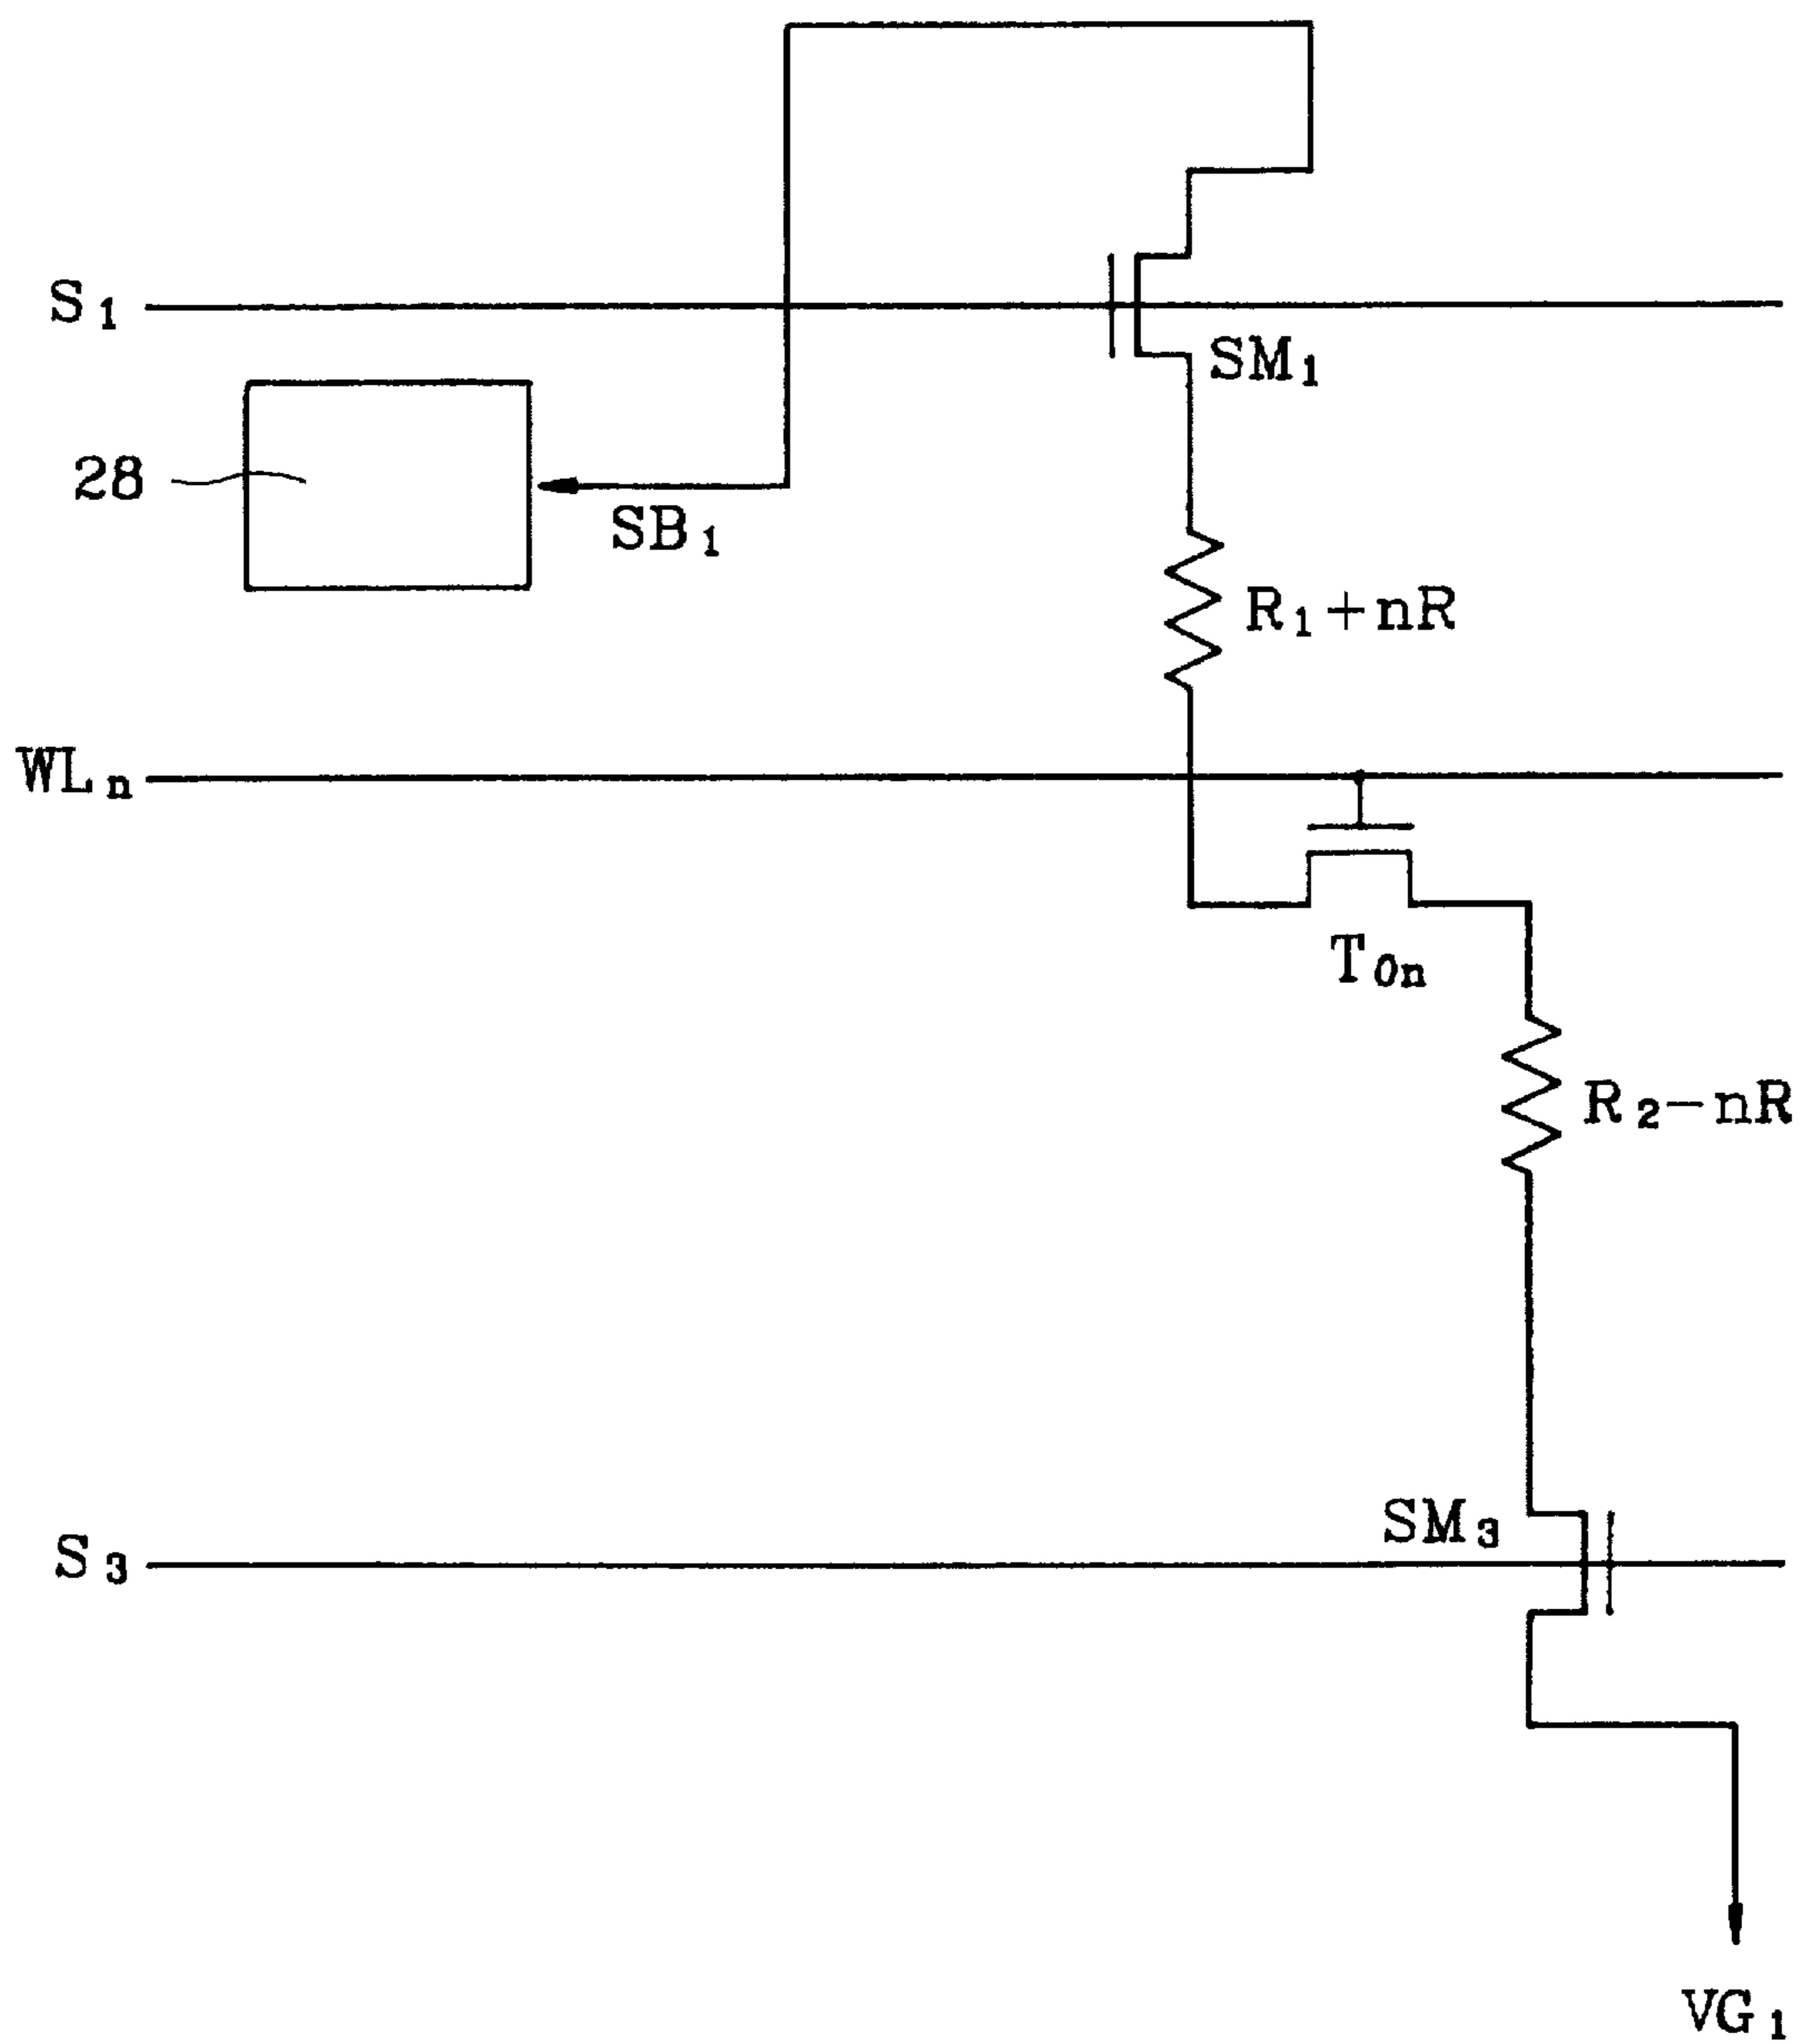 S₁
SM₁
28
SB₁
R₁+nR
WLₙ
T₀ₙ
R₂−nR
SM₃
S₃
VG₁